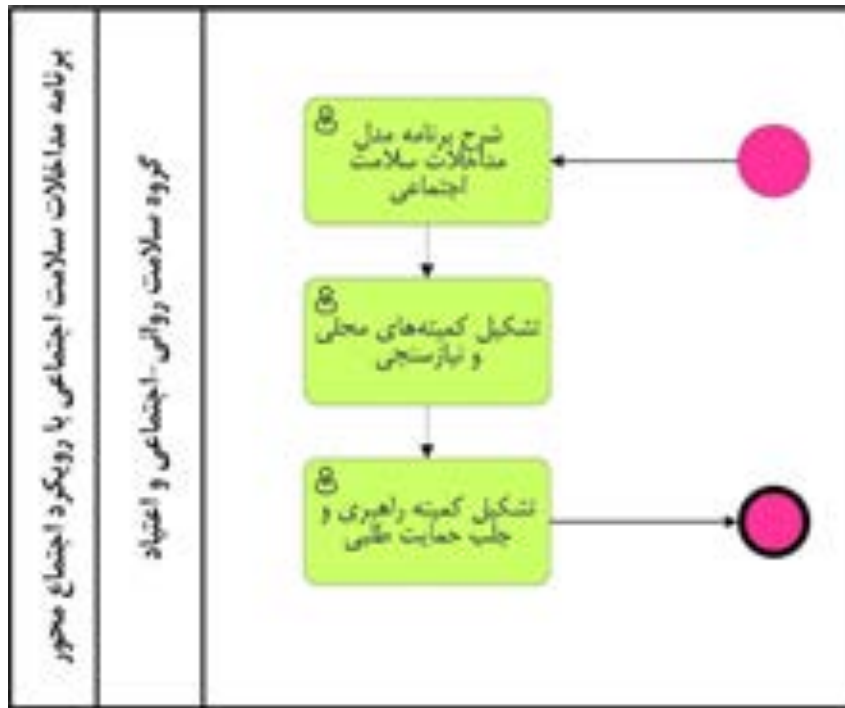 برنامه مداخلات سلامت اجتماعی با رویکرد اجتماع محور
گروه سلامت روانی-اجتماعی و اعتیاد
شرح برنامه مدل
مداخلات سلامت
اجتماعی
تشکیل کمیته‌های محلی
و نیازسنجی
تشکیل کمیته راهبری و
جلب حمایت طلبی